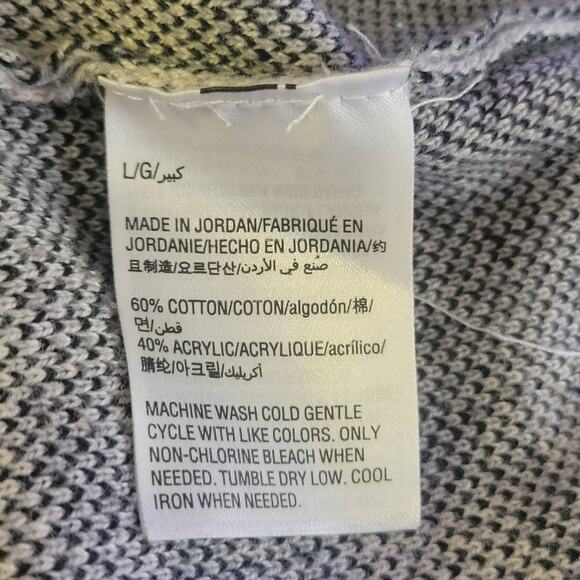 L/G/كبير
MADE IN JORDAN/FABRIQUÉ EN
JORDANIE/HECHO EN JORDANIA/约
旦制造/요르단산/صُنع في الأردن
60% COTTON/COTON/algodón/棉/
면/قطن
40% ACRYLIC/ACRYLIQUE/acrílico/
腈纶/아크릴/أكريليك
MACHINE WASH COLD GENTLE
CYCLE WITH LIKE COLORS. ONLY
NON-CHLORINE BLEACH WHEN
NEEDED. TUMBLE DRY LOW. COOL
IRON WHEN NEEDED.